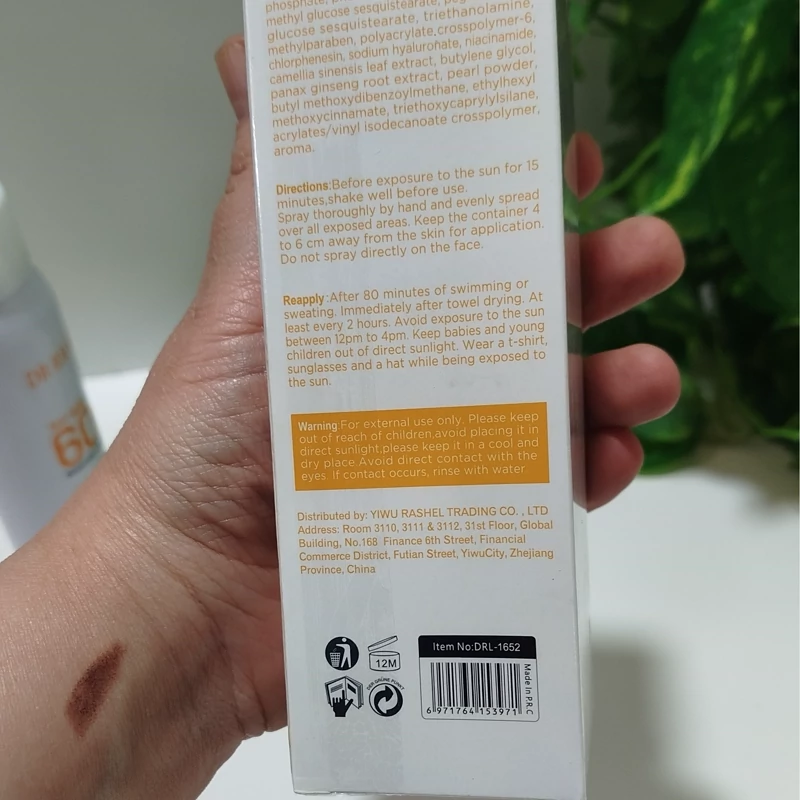 methyl glucose sesquistearate,
glucose sesquistearate, triethanolamine,
methylparaben, polyacrylate crosspolymer-6,
chlorphenesin, sodium hyaluronate, niacinamide,
camellia sinensis leaf extract, butylene glycol,
panax ginseng root extract, pearl powder,
butyl methoxydibenzoylmethane, ethylhexyl
methoxycinnamate, triethoxycaprylylsilane,
acrylates/vinyl isodecanoate crosspolymer,
aroma.
Directions:Before exposure to the sun for 15
minutes,shake well before use.
Spray thoroughly by hand and evenly spread
over all exposed areas. Keep the container 4
to 6 cm away from the skin for application.
Do not spray directly on the face.
Reapply:After 80 minutes of swimming or
sweating. Immediately after towel drying. At
least every 2 hours. Avoid exposure to the sun
between 12pm to 4pm. Keep babies and young
children out of direct sunlight. Wear a t-shirt,
sunglasses and a hat while being exposed to
the sun.
Warning:For external use only. Please keep
out of reach of children,avoid placing it in
direct sunlight,please keep it in a cool and
dry place.Avoid direct contact with the
eyes. If contact occurs, rinse with water.
Distributed by: YIWU RASHEL TRADING CO. , LTD
Address: Room 3110, 3111 & 3112, 31st Floor, Global
Building, No.168 Finance 6th Street, Financial
Commerce District, Futian Street, YiwuCity, Zhejiang
Province, China
12M
DER GRÜNE PUNKT
Item No:DRL-1652
Made In P.R.C
6 971764 153971
60